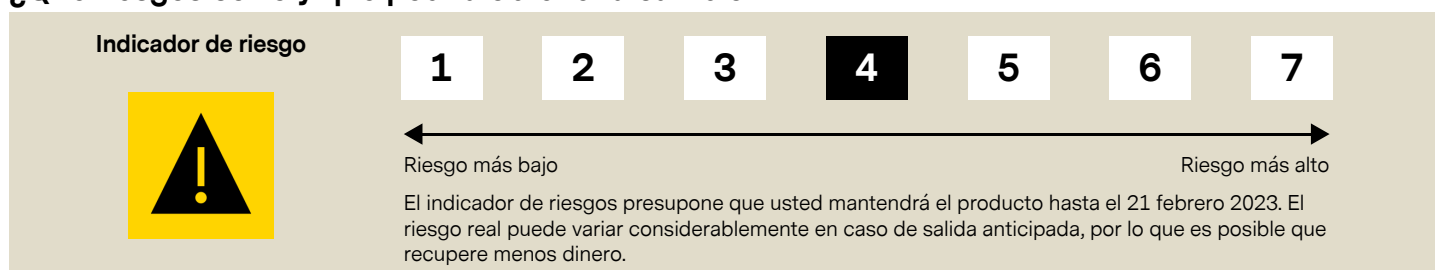 Indicador de riesgo
1 2 3 4 5 6 7
Riesgo más bajo Riesgo más alto
El indicador de riesgos presupone que usted mantendrá el producto hasta el 21 febrero 2023. El
riesgo real puede variar considerablemente en caso de salida anticipada, por lo que es posible que
recupere menos dinero.